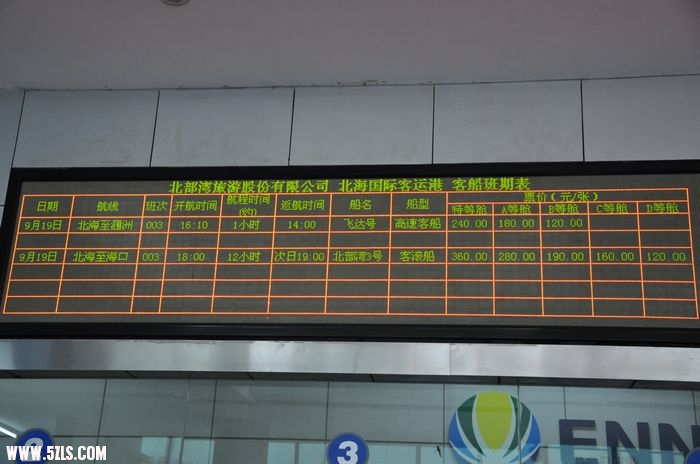 北部湾旅游股份有限公司 北海国际客运港 客船班期表
日期 航线 班次 开航时间 航程时间(约) 返航时间 船名 船型 票价(元/张)
特等舱 A等舱 B等舱 C等舱 D等舱
9月19日 北海至涠洲 003 16:10 1小时 14:00 飞达号 高速客船 240.00 180.00 120.00
9月19日 北海至海口 003 18:00 12小时 次日19:00 北部湾3号 客滚船 360.00 280.00 190.00 160.00 120.00
ENN
2 3
WWW.5ZLS.COM